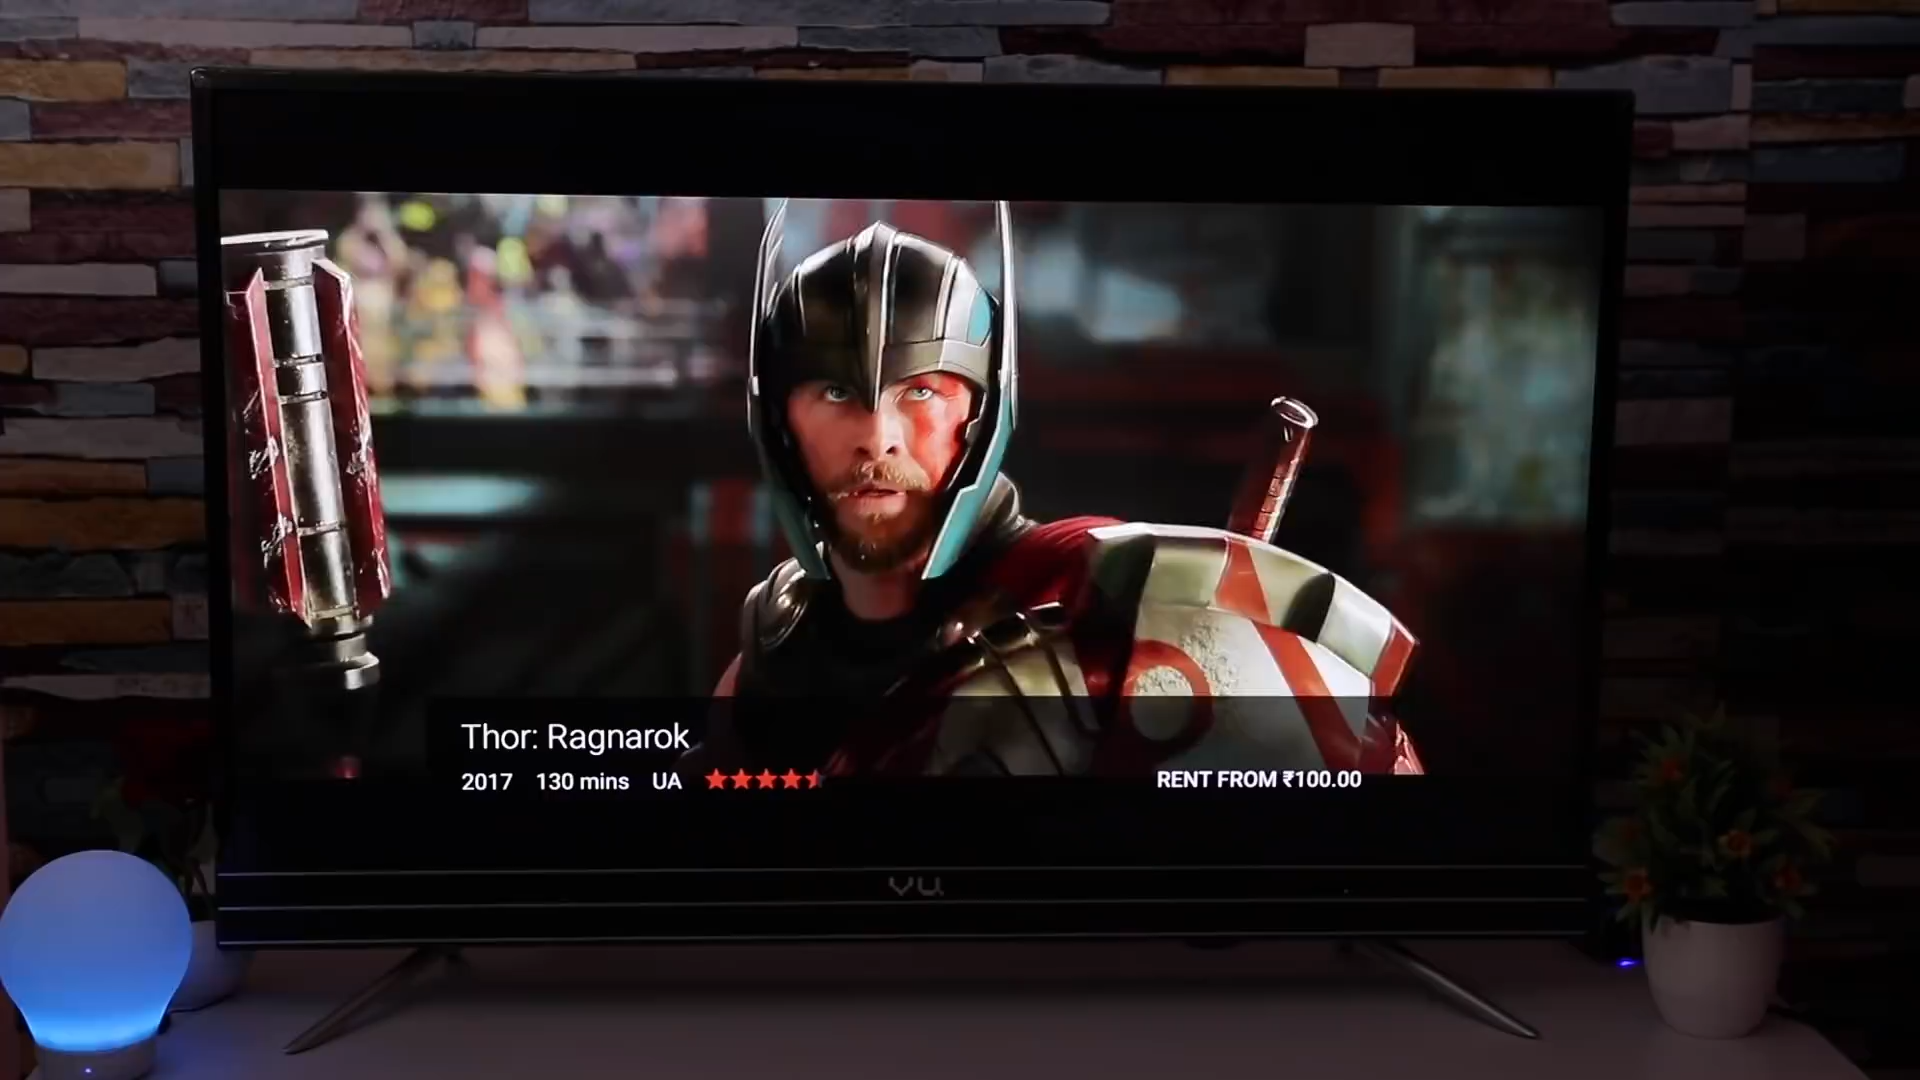 Thor: Ragnarok
2017 130 mins UA RENT FROM ₹100.00
VU